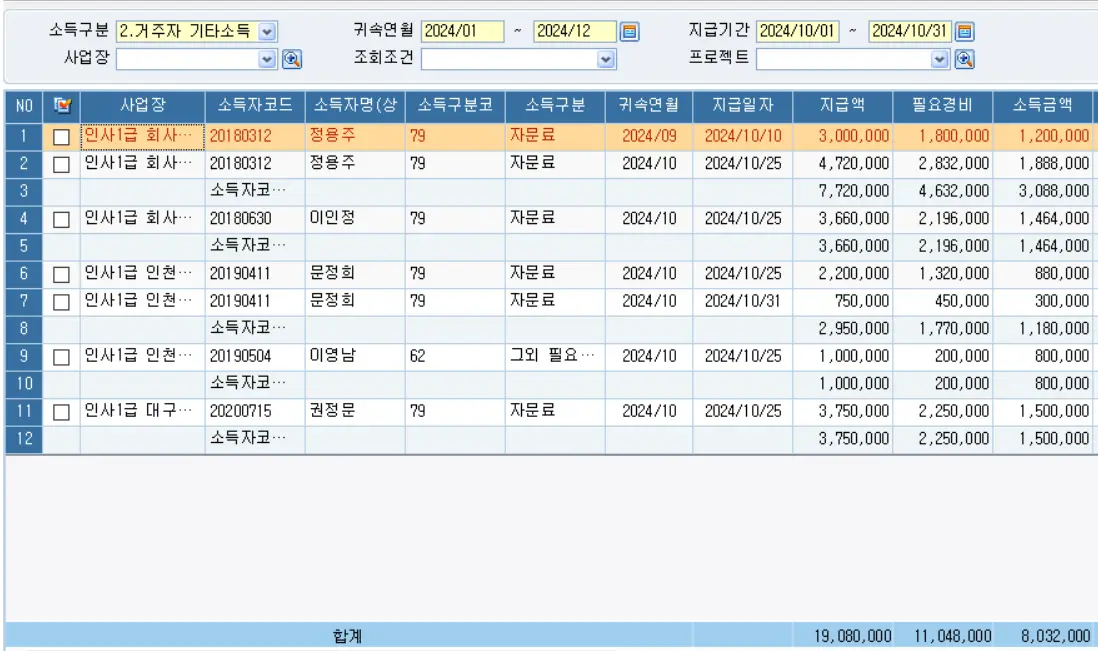 소득구분 2.거주자 기타소득 귀속연월 2024/01 ~ 2024/12 지급기간 2024/10/01 ~ 2024/10/31
사업장 조회조건 프로젝트
NO 사업장 소득자코드 소득자명(상 소득구분코 소득구분 귀속연월 지급일자 지급액 필요경비 소득금액
1 인사1급 회사… 20180312 정용주 79 자문료 2024/09 2024/10/10 3,000,000 1,800,000 1,200,000
2 인사1급 회사… 20180312 정용주 79 자문료 2024/10 2024/10/25 4,720,000 2,832,000 1,888,000
3 소득자코… 7,720,000 4,632,000 3,088,000
4 인사1급 회사… 20180630 이인정 79 자문료 2024/10 2024/10/25 3,660,000 2,196,000 1,464,000
5 소득자코… 3,660,000 2,196,000 1,464,000
6 인사1급 인천… 20190411 문정희 79 자문료 2024/10 2024/10/25 2,200,000 1,320,000 880,000
7 인사1급 인천… 20190411 문정희 79 자문료 2024/10 2024/10/31 750,000 450,000 300,000
8 소득자코… 2,950,000 1,770,000 1,180,000
9 인사1급 인천… 20190504 이영남 62 그외 필요… 2024/10 2024/10/25 1,000,000 200,000 800,000
10 소득자코… 1,000,000 200,000 800,000
11 인사1급 대구… 20200715 권정문 79 자문료 2024/10 2024/10/25 3,750,000 2,250,000 1,500,000
12 소득자코… 3,750,000 2,250,000 1,500,000
합계 19,080,000 11,048,000 8,032,000